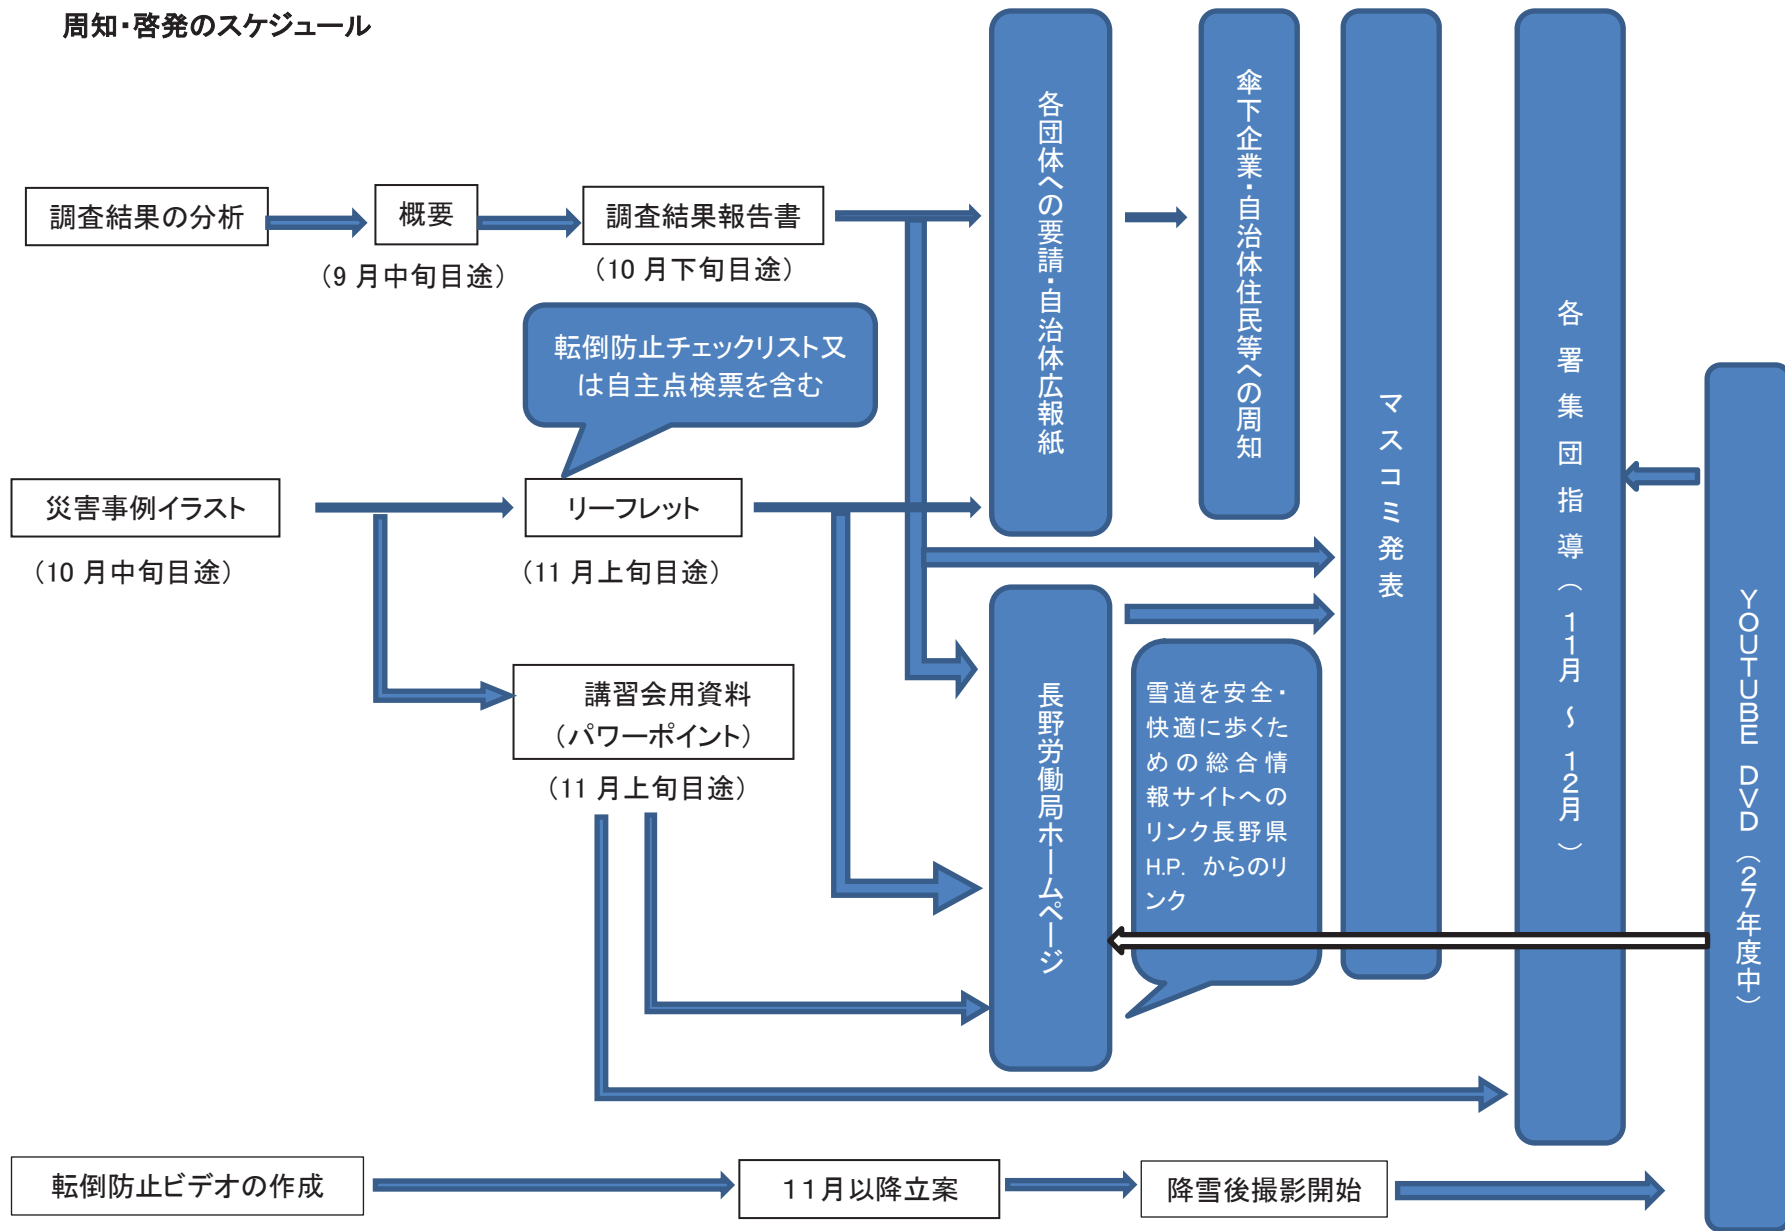 周知・啓発のスケジュール
調査結果の分析
概要
（9 月中旬目途）
調査結果報告書
（10 月下旬目途）
転倒防止チェックリスト又
は自主点検票を含む
災害事例イラスト
（10 月中旬目途）
リーフレット
（11 月上旬目途）
講習会用資料
（パワーポイント）
（11 月上旬目途）
各団体への要請・自治体広報紙
傘下企業・自治体住民等への周知
長野労働局ホームページ
雪道を安全・
快適に歩くた
めの総合情
報サイトへの
リンク長野県
H.P. からのリ
ンク
マスコミ発表
各署集団指導（１１月～１２月）
ＹＯＵＴＵＢＥ　ＤＶＤ（２７年度中）
転倒防止ビデオの作成
１１月以降立案
降雪後撮影開始